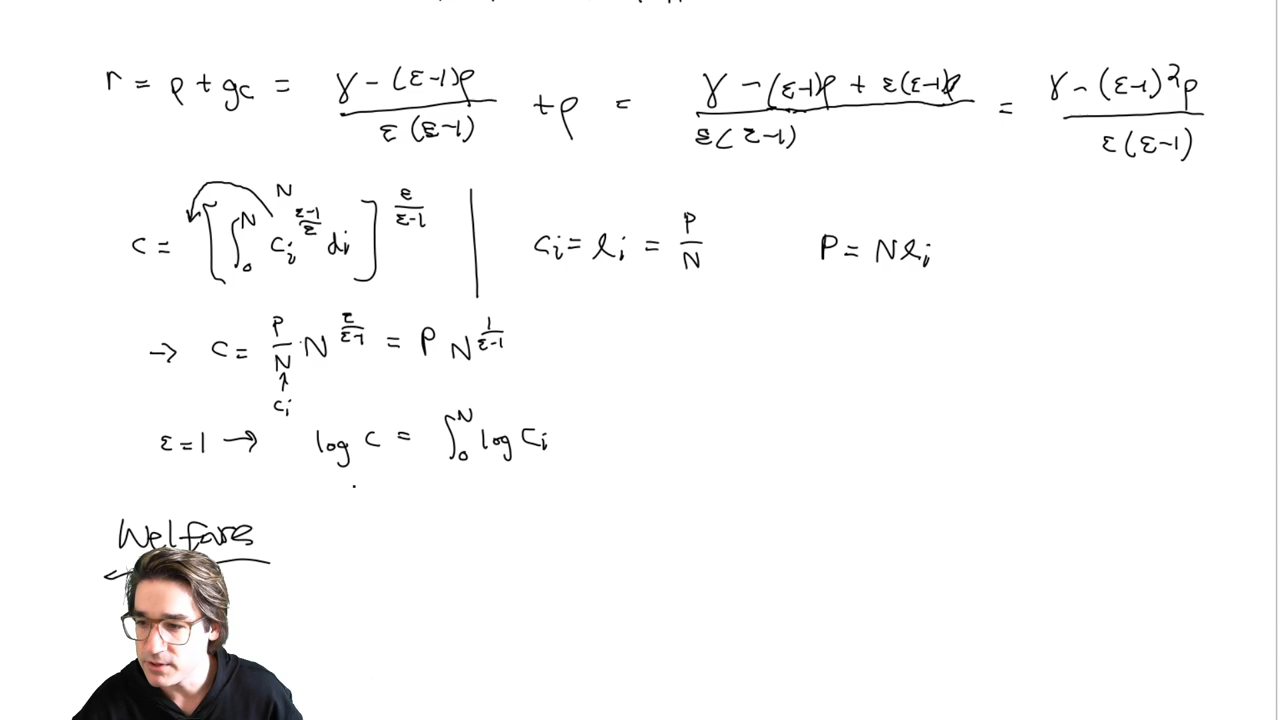 r = ρ + gc = γ - (ε-1)ρ / ε(ε-1) + ρ = γ - (ε-1)ρ + ε(ε-1)ρ / ε(ε-1) = γ - (ε-1)²ρ / ε(ε-1)
C = [∫₀ᴺ Cᵢ^((ε-1)/ε) di]^(ε/(ε-1)) | Cᵢ = lᵢ = P/N P = Nlᵢ
N
→ C = P/N · N^(ε/(ε-1)) = P N^(1/(ε-1))
↑
Cᵢ
ε=1 → log C = ∫₀ᴺ log Cᵢ
Welfare